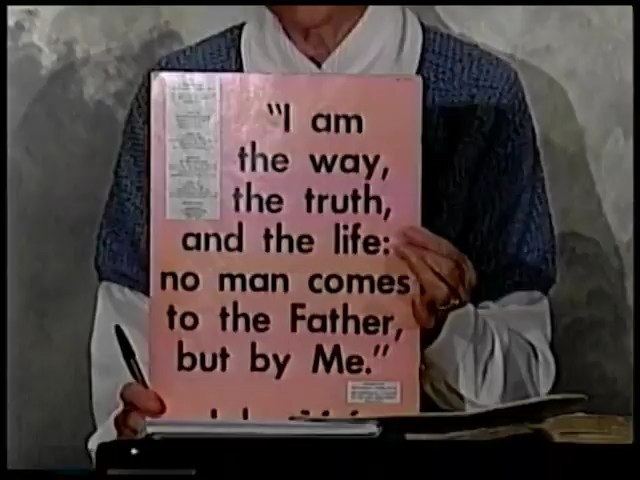 "I am
the way,
the truth,
and the life:
no man comes
to the Father,
but by Me."